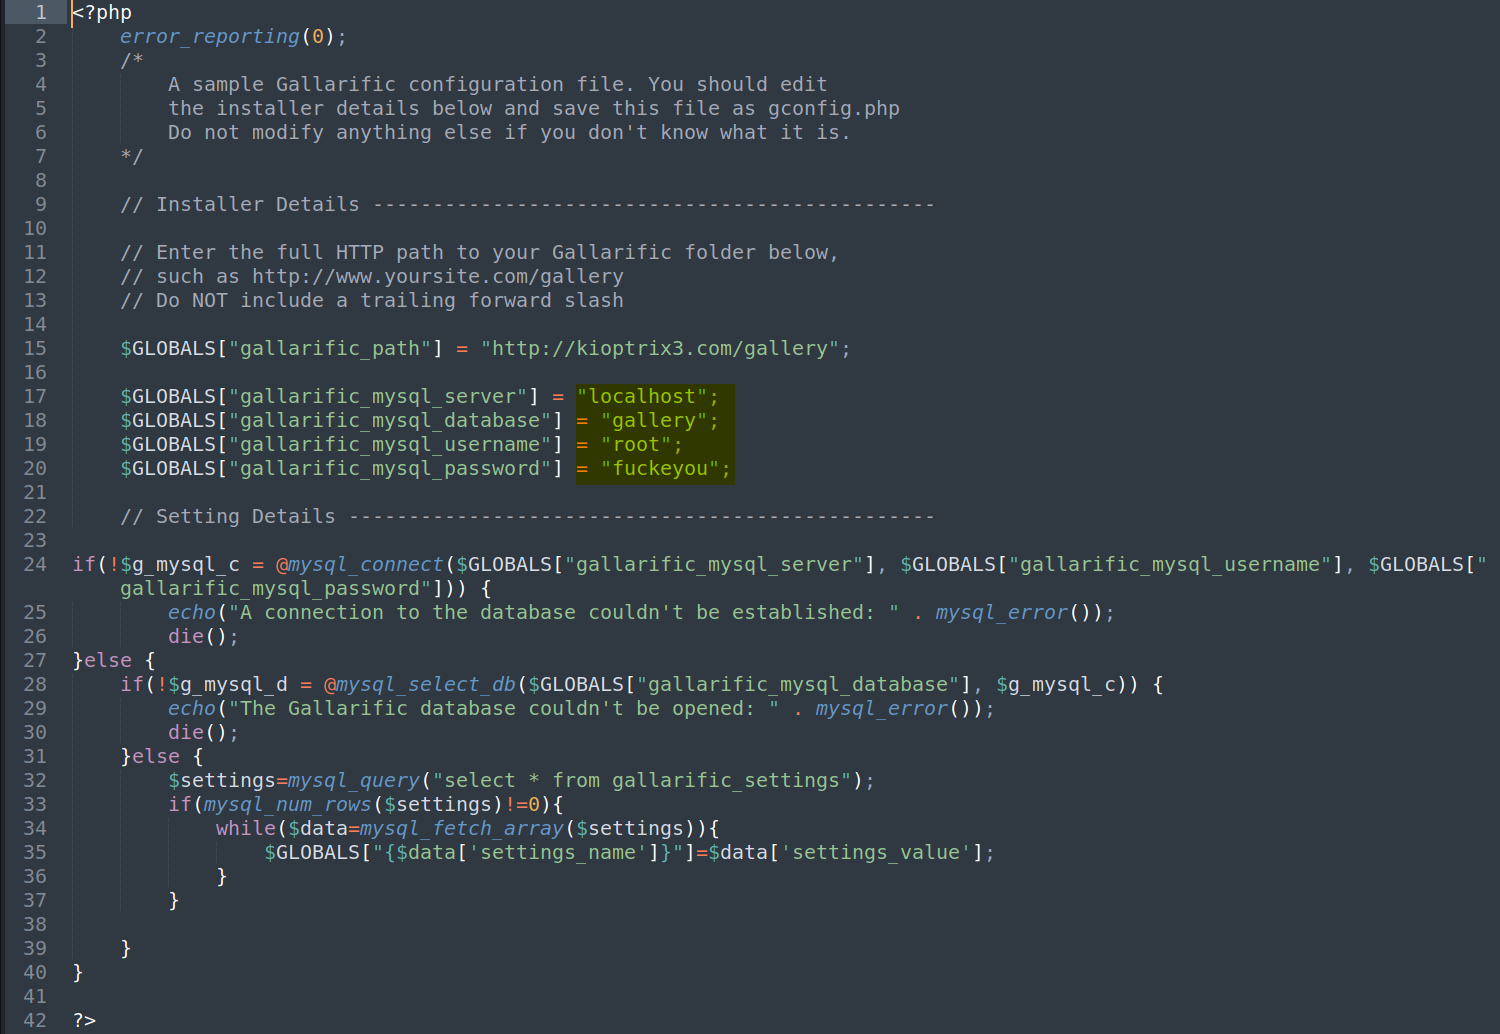 1 <?php
2     error_reporting(0);
3     /*
4         A sample Gallarific configuration file. You should edit
5         the installer details below and save this file as gconfig.php
6         Do not modify anything else if you don't know what it is.
7     */
8
9     // Installer Details -----------------------------------------------
10
11     // Enter the full HTTP path to your Gallarific folder below,
12     // such as http://www.yoursite.com/gallery
13     // Do NOT include a trailing forward slash
14
15     $GLOBALS["gallarific_path"] = "http://kioptrix3.com/gallery";
16
17     $GLOBALS["gallarific_mysql_server"] = "localhost";
18     $GLOBALS["gallarific_mysql_database"] = "gallery";
19     $GLOBALS["gallarific_mysql_username"] = "root";
20     $GLOBALS["gallarific_mysql_password"] = "fuckeyou";
21
22     // Setting Details -------------------------------------------------
23
24 if(!$g_mysql_c = @mysql_connect($GLOBALS["gallarific_mysql_server"], $GLOBALS["gallarific_mysql_username"], $GLOBALS["
    gallarific_mysql_password"])) {
25         echo("A connection to the database couldn't be established: " . mysql_error());
26         die();
27 }else {
28     if(!$g_mysql_d = @mysql_select_db($GLOBALS["gallarific_mysql_database"], $g_mysql_c)) {
29         echo("The Gallarific database couldn't be opened: " . mysql_error());
30         die();
31     }else {
32         $settings=mysql_query("select * from gallarific_settings");
33         if(mysql_num_rows($settings)!=0){
34             while($data=mysql_fetch_array($settings)){
35                 $GLOBALS["{$data['settings_name']}"]=$data['settings_value'];
36             }
37         }
38
39     }
40 }
41
42 ?>